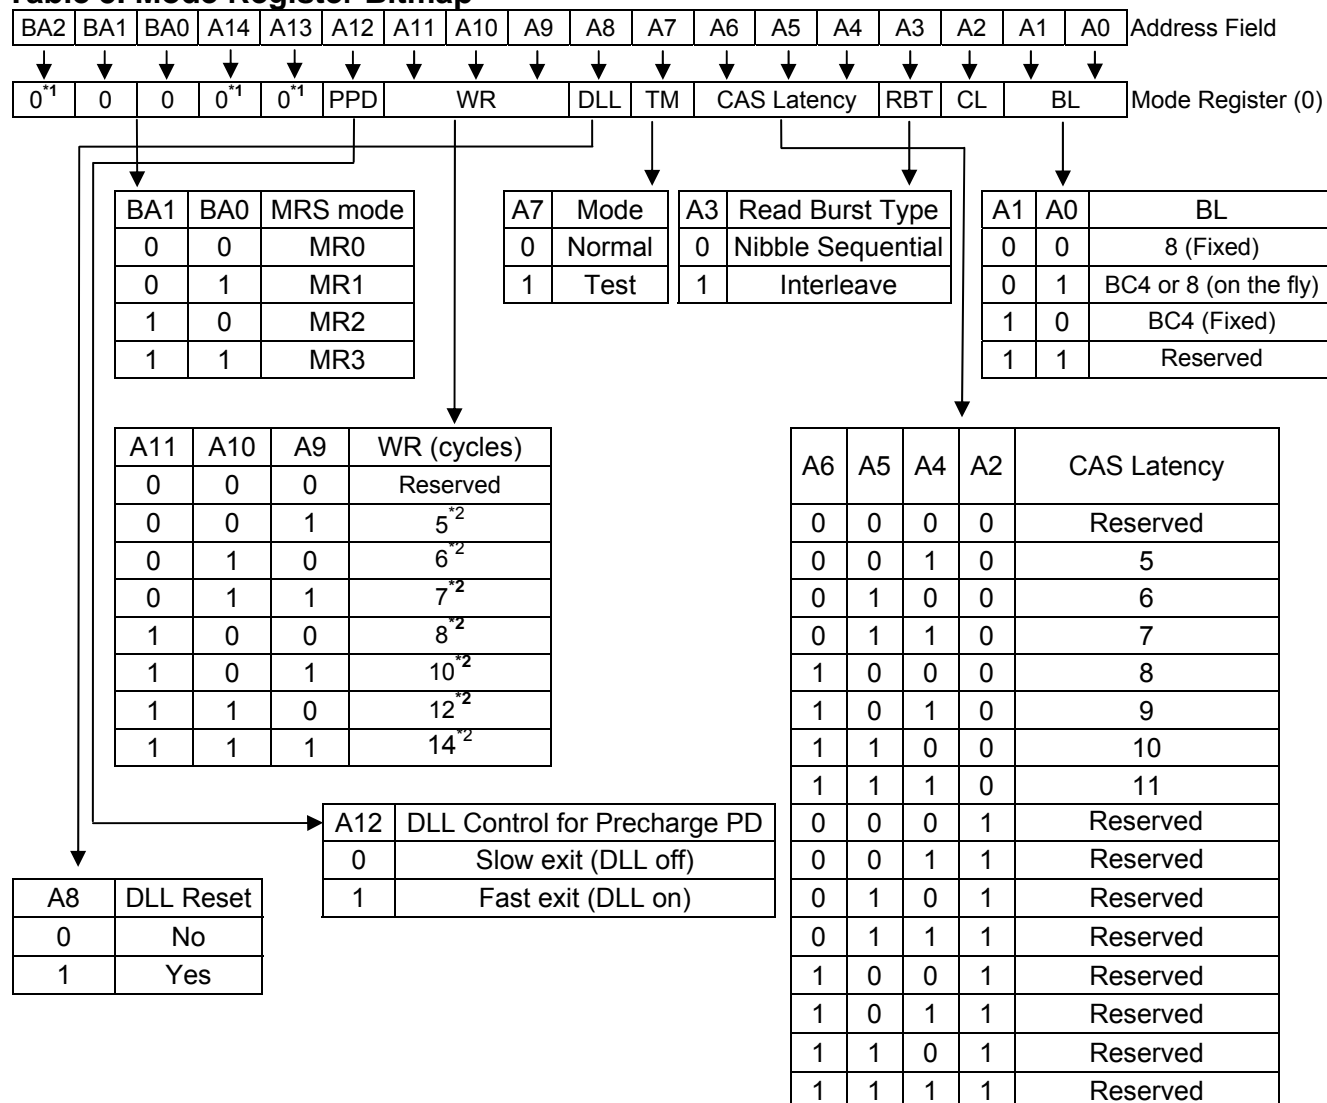 Table 5. Mode Register Bitmap
BA2 BA1 BA0 A14 A13 A12 A11 A10 A9 A8 A7 A6 A5 A4 A3 A2 A1 A0 Address Field
0*1 0 0 0*1 0*1 PPD WR DLL TM CAS Latency RBT CL BL Mode Register (0)
BA1 BA0 MRS mode
0 0 MR0
0 1 MR1
1 0 MR2
1 1 MR3
A7 Mode
0 Normal
1 Test
A3 Read Burst Type
0 Nibble Sequential
1 Interleave
A1 A0 BL
0 0 8 (Fixed)
0 1 BC4 or 8 (on the fly)
1 0 BC4 (Fixed)
1 1 Reserved
A11 A10 A9 WR (cycles)
0 0 0 Reserved
0 0 1 5*2
0 1 0 6*2
0 1 1 7*2
1 0 0 8*2
1 0 1 10*2
1 1 0 12*2
1 1 1 14*2
A6 A5 A4 A2 CAS Latency
0 0 0 0 Reserved
0 0 1 0 5
0 1 0 0 6
0 1 1 0 7
1 0 0 0 8
1 0 1 0 9
1 1 0 0 10
1 1 1 0 11
0 0 0 1 Reserved
0 0 1 1 Reserved
0 1 0 1 Reserved
0 1 1 1 Reserved
1 0 0 1 Reserved
1 0 1 1 Reserved
1 1 0 1 Reserved
1 1 1 1 Reserved
A12 DLL Control for Precharge PD
0 Slow exit (DLL off)
1 Fast exit (DLL on)
A8 DLL Reset
0 No
1 Yes